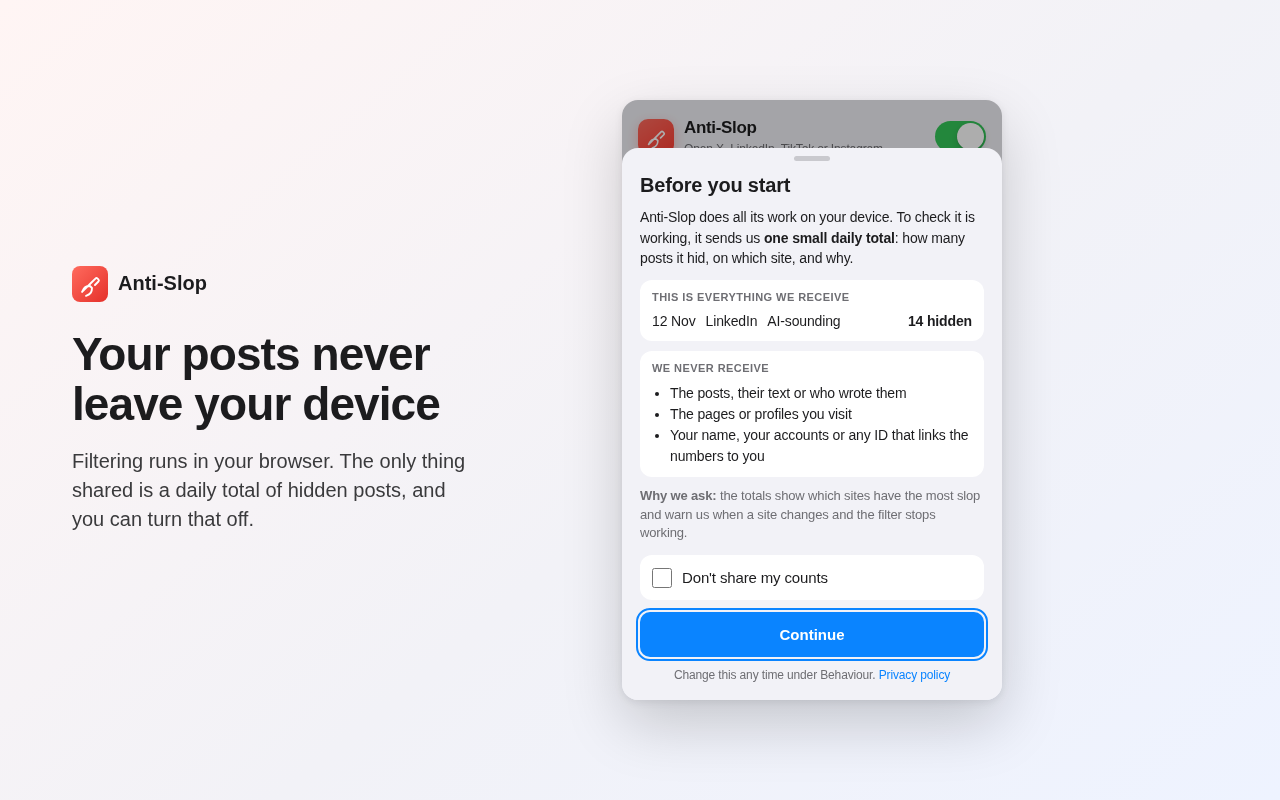 Anti-Slop
Your posts never
leave your device
Filtering runs in your browser. The only thing
shared is a daily total of hidden posts, and
you can turn that off.
Anti-Slop
Open X, LinkedIn, TikTok or Instagram
Before you start
Anti-Slop does all its work on your device. To check it is
working, it sends us one small daily total: how many
posts it hid, on which site, and why.
THIS IS EVERYTHING WE RECEIVE
12 Nov LinkedIn AI-sounding 14 hidden
WE NEVER RECEIVE
• The posts, their text or who wrote them
• The pages or profiles you visit
• Your name, your accounts or any ID that links the
numbers to you
Why we ask: the totals show which sites have the most slop
and warn us when a site changes and the filter stops
working.
Don't share my counts
Continue
Change this any time under Behaviour. Privacy policy